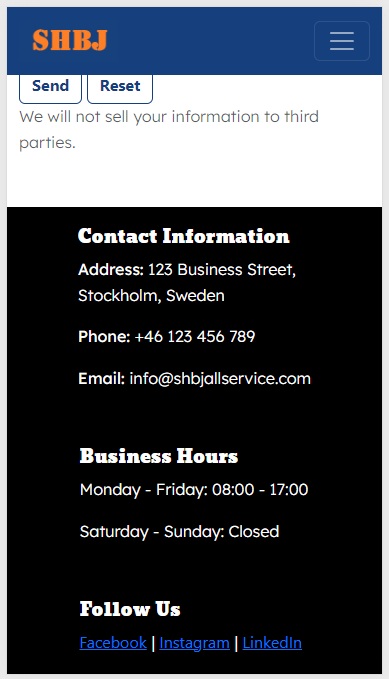 SHBJ
Send Reset
We will not sell your information to third
parties.
Contact Information
Address: 123 Business Street,
Stockholm, Sweden
Phone: +46 123 456 789
Email: info@shbjallservice.com
Business Hours
Monday - Friday: 08:00 - 17:00
Saturday - Sunday: Closed
Follow Us
Facebook | Instagram | LinkedIn